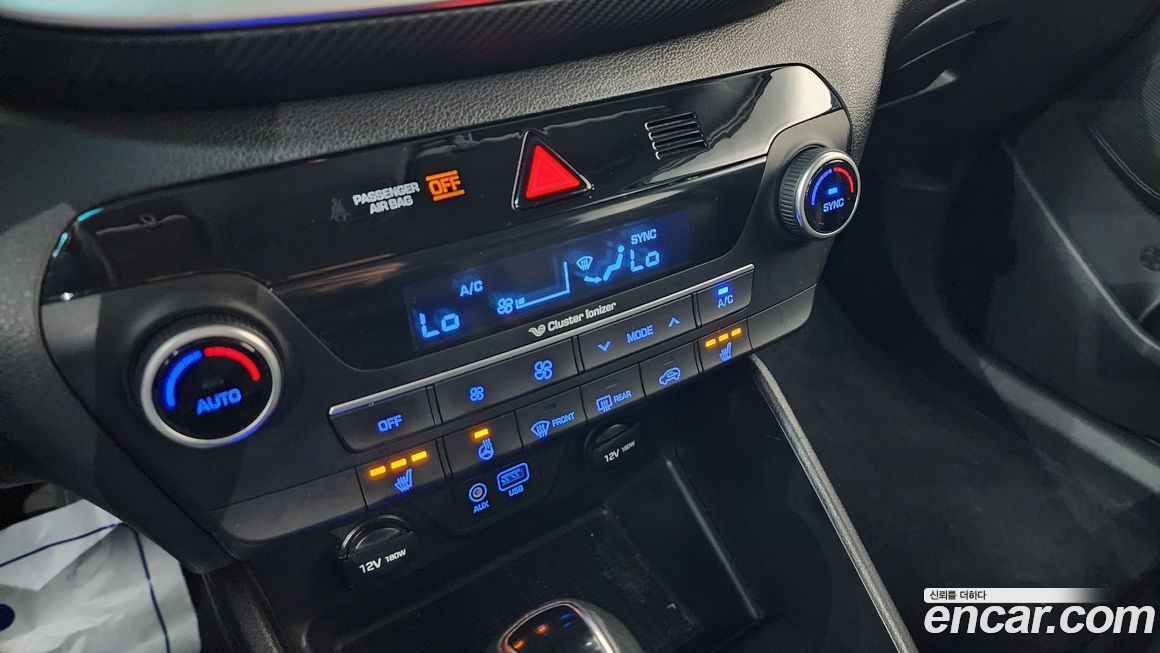 PASSENGER
AIR BAG
OFF
SYNC
A/C
Lo
Lo
SYNC
Cluster Ionizer
AUTO
OFF
MODE
A/C
FRONT
REAR
AUX
USB
12V 180W
12V 180W
신뢰를 더하다
encar.com